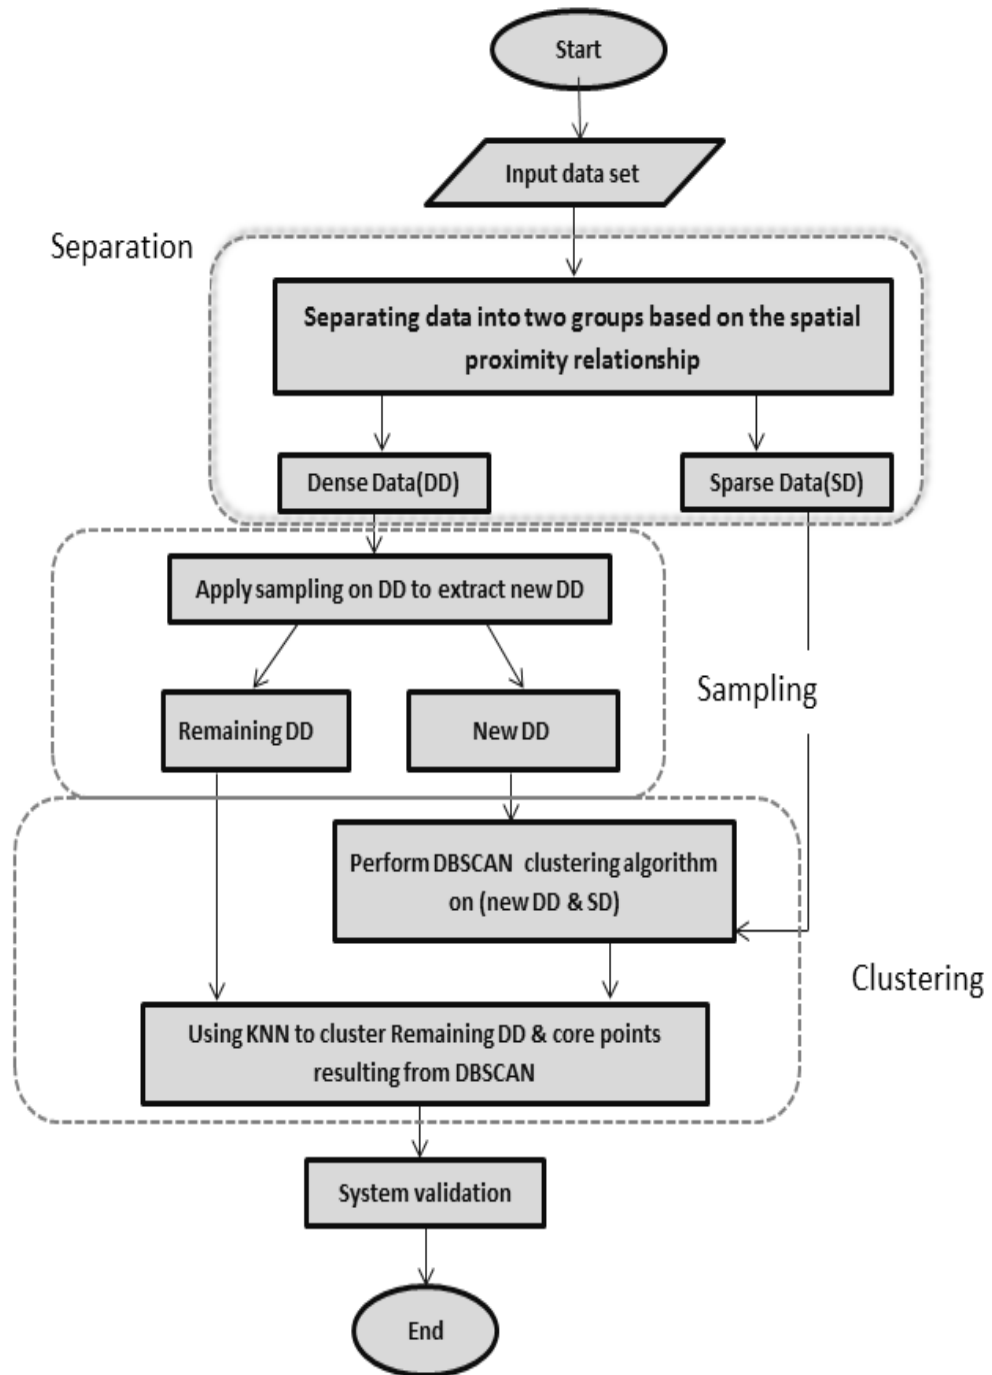 Start
Input data set
Separation
Separating data into two groups based on the spatial
proximity relationship
Dense Data(DD)
Sparse Data(SD)
Apply sampling on DD to extract new DD
Sampling
Remaining DD
New DD
Perform DBSCAN clustering algorithm
on (new DD & SD)
Clustering
Using KNN to cluster Remaining DD & core points
resulting from DBSCAN
System validation
End